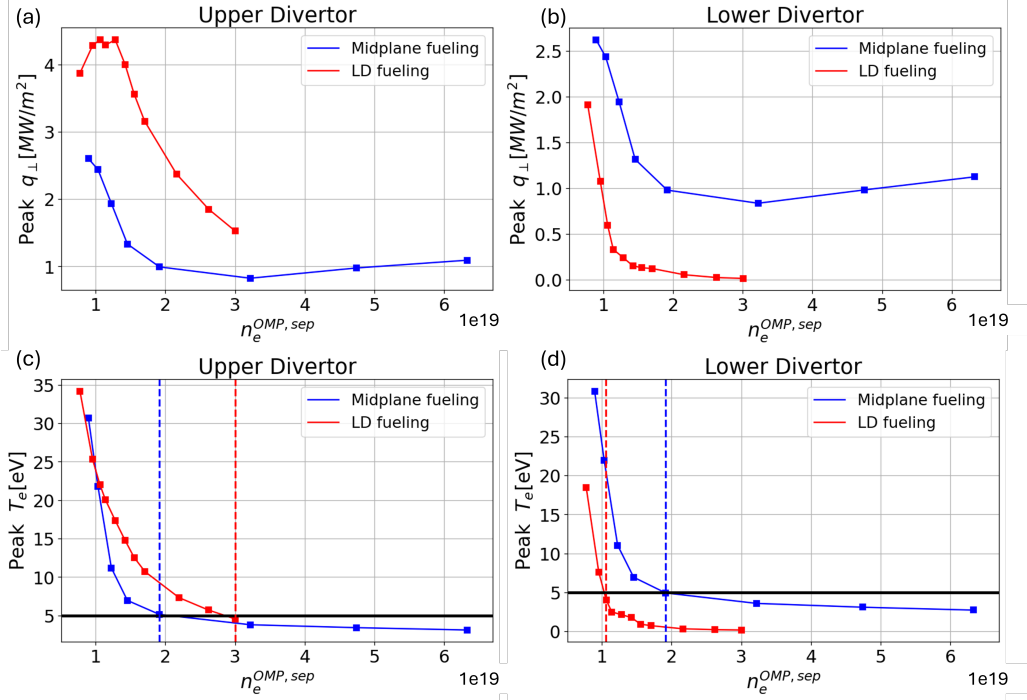 (a)
Upper Divertor
Peak q⊥[MW/m²]
4
3
2
1
Midplane fueling
LD fueling
1 2 3 4 5 6
1e19
n_e^{OMP, sep}
(b)
Lower Divertor
Peak q⊥[MW/m²]
2.5
2.0
1.5
1.0
0.5
0.0
Midplane fueling
LD fueling
1 2 3 4 5 6
1e19
n_e^{OMP, sep}
(c)
Upper Divertor
Peak T_e[eV]
35
30
25
20
15
10
5
Midplane fueling
LD fueling
1 2 3 4 5 6
1e19
n_e^{OMP, sep}
(d)
Lower Divertor
Peak T_e[eV]
30
25
20
15
10
5
0
Midplane fueling
LD fueling
1 2 3 4 5 6
1e19
n_e^{OMP, sep}